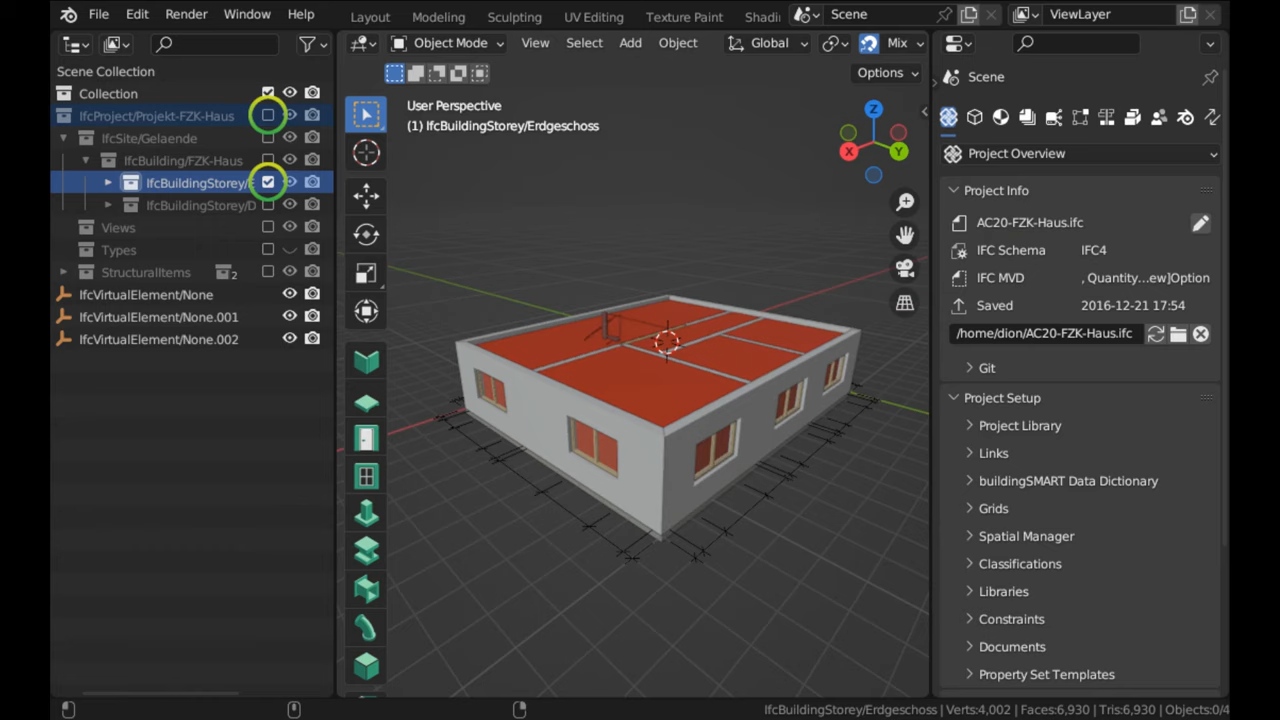 File Edit Render Window Help
Layout Modeling Sculpting UV Editing Texture Paint Shadi
Scene
ViewLayer
Object Mode View Select Add Object Global Mix
Options
Scene Collection
Collection
IfcProject/Projekt-FZK-Haus
IfcSite/Gelaende
IfcBuilding/FZK-Haus
IfcBuildingStorey/E
IfcBuildingStorey/D
Views
Types
StructuralItems 2
IfcVirtualElement/None
IfcVirtualElement/None.001
IfcVirtualElement/None.002
User Perspective
(1) IfcBuildingStorey/Erdgeschoss
Z
X
Y
Scene
Project Overview
Project Info
AC20-FZK-Haus.ifc
IFC Schema IFC4
IFC MVD , Quantity...ew]Option
Saved 2016-12-21 17:54
/home/dion/AC20-FZK-Haus.ifc
Git
Project Setup
Project Library
Links
buildingSMART Data Dictionary
Grids
Spatial Manager
Classifications
Libraries
Constraints
Documents
Property Set Templates
IfcBuildingStorey/Erdgeschoss | Verts:4,002 | Faces:6,930 | Tris:6,930 | Objects:0/4